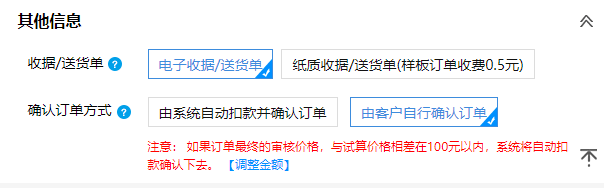 其他信息
收据/送货单 ? 电子收据/送货单 纸质收据/送货单(样板订单收费0.5元)
确认订单方式 ? 由系统自动扣款并确认订单 由客户自行确认订单
注意： 如果订单最终的审核价格，与试算价格相差在100元以内，系统将自动扣
款确认下去。 【调整金额】